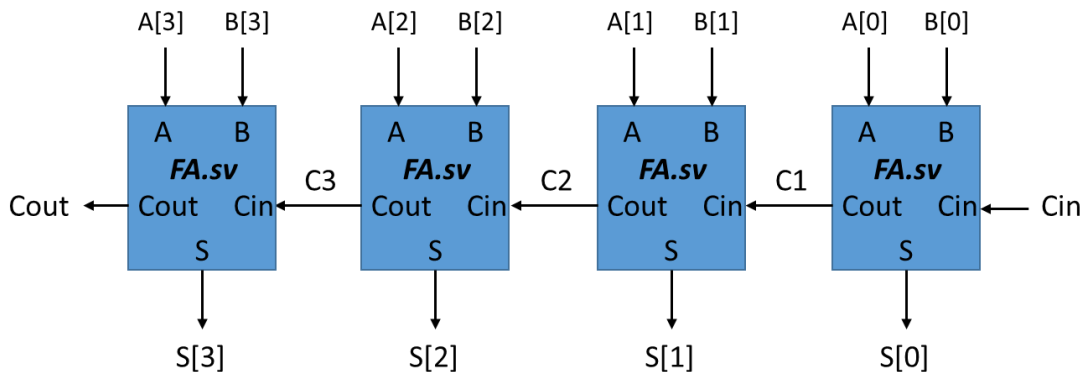 A[3] B[3] A[2] B[2] A[1] B[1] A[0] B[0]
A B A B A B A B
FA.sv FA.sv FA.sv FA.sv
C3 C2 C1
Cout Cout Cin Cout Cin Cout Cin Cout Cin Cin
S S S S
S[3] S[2] S[1] S[0]